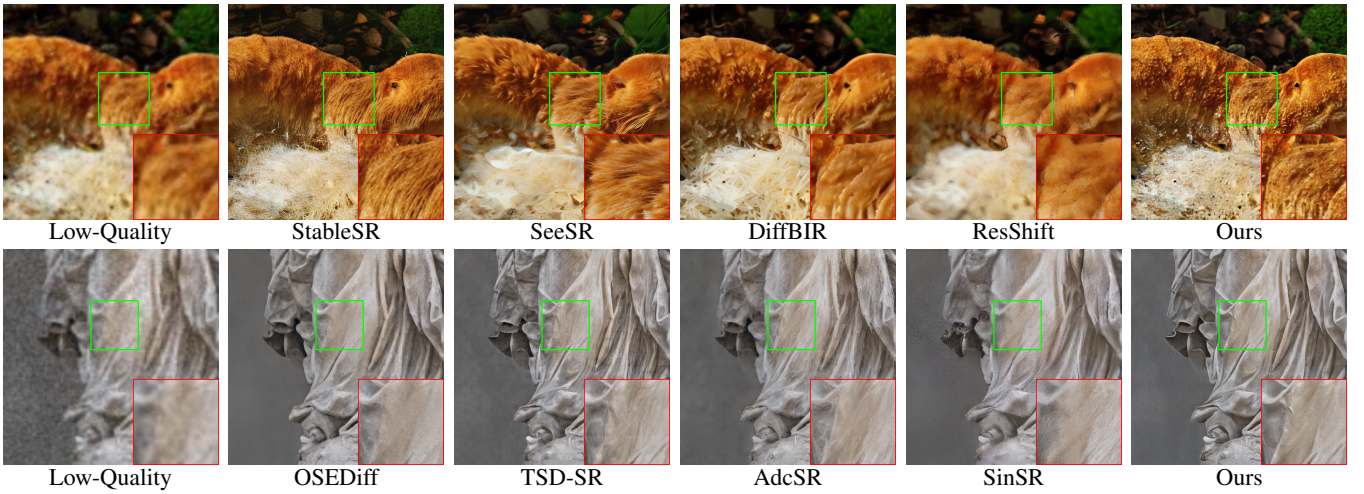 Low-Quality StableSR SeeSR DiffBIR ResShift Ours
Low-Quality OSEDiff TSD-SR AdcSR SinSR Ours